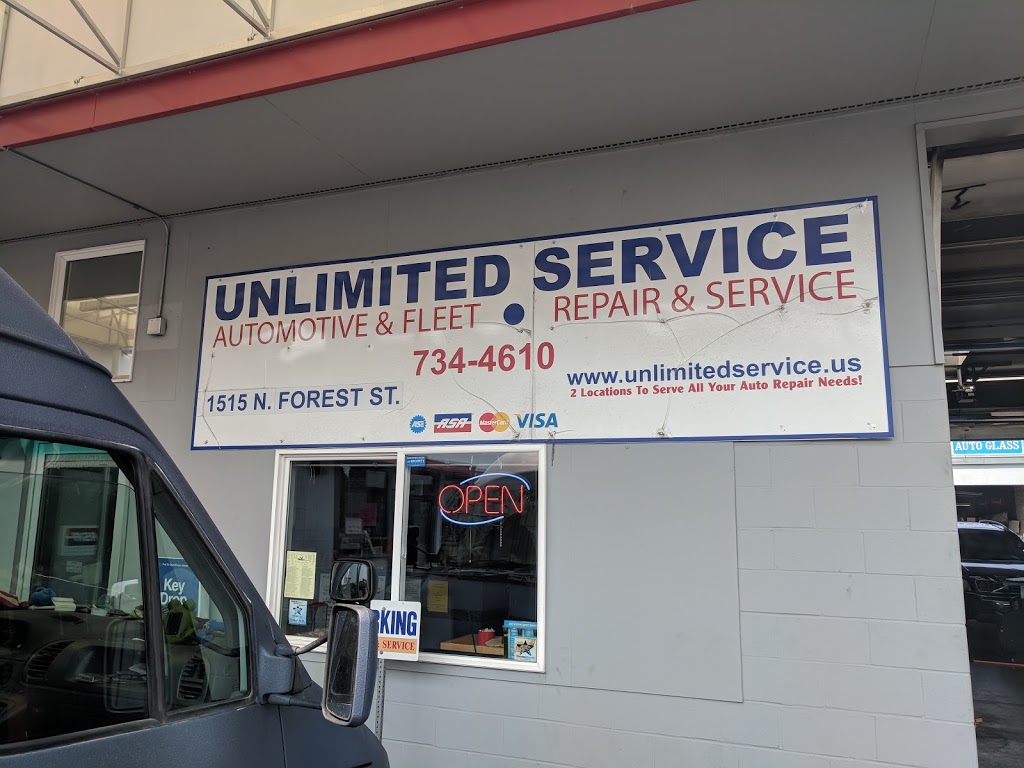 UNLIMITED SERVICE
AUTOMOTIVE & FLEET • REPAIR & SERVICE
734-4610
www.unlimitedservice.us
2 Locations To Serve All Your Auto Repair Needs!
1515 N. FOREST ST.
ASE ASA MasterCard VISA
OPEN
AUTO GLASS
Key
Drop
KING
SERVICE